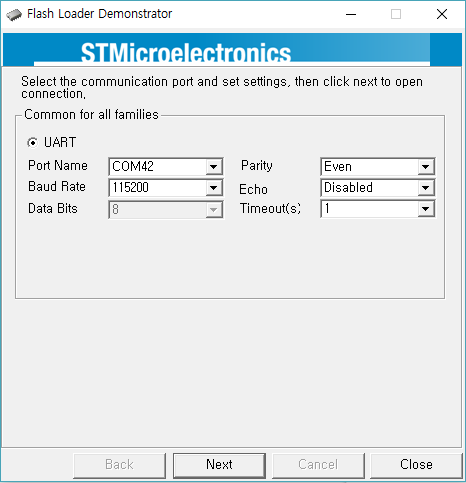 Flash Loader Demonstrator
STMicroelectronics
Select the communication port and set settings, then click next to open
connection,
Common for all families
UART
Port Name COM42 Parity Even
Baud Rate 115200 Echo Disabled
Data Bits 8 Timeout(s) 1
Back Next Cancel Close